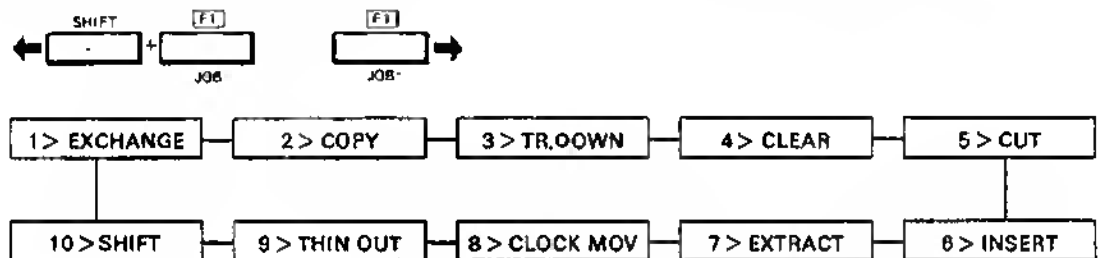 SHIFT F1 F1
+
JOB JOB
1> EXCHANGE 2> COPY 3> TR.DOWN 4> CLEAR 5> CUT
10>SHIFT 9> THIN OUT 8> CLOCK MOV 7> EXTRACT 6> INSERT